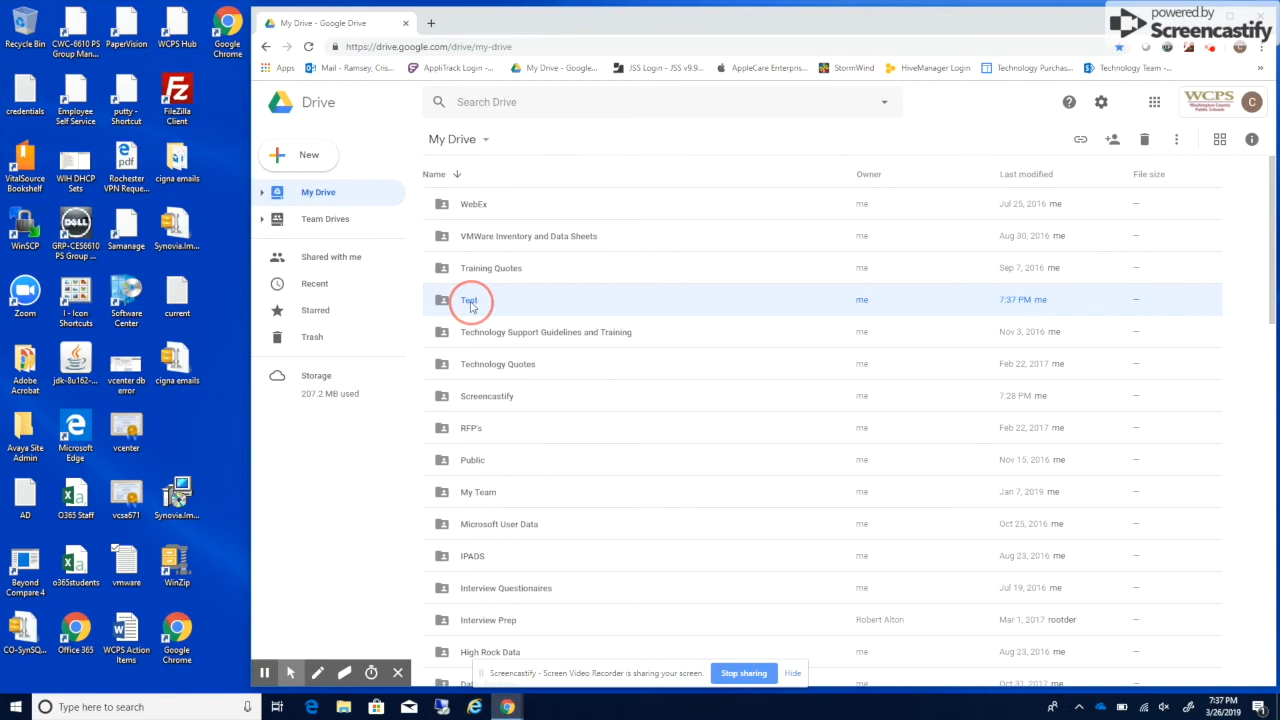 Recycle Bin
CWC-6610 PS
Group Man...
PaperVision
WCPS Hub
Google
Chrome
credentials
Employee
Self Service
putty -
Shortcut
FileZilla
Client
VitalSource
Bookshelf
WIH DHCP
Sets
Rochester
VPN Reque...
cigna emails
WinSCP
GRP-CES6610
PS Group ...
Samanage
Synovia.Im...
Zoom
I - Icon
Shortcuts
Software
Center
current
Adobe
Acrobat
jdk-8u162-...
vcenter db
error
cigna emails
Avaya Site
Admin
Microsoft
Edge
vcenter
AD
O365 Staff
vcsa671
Synovia.Im...
Beyond
Compare 4
o365students
vmware
WinZip
CO-SynSQ...
Office 365
WCPS Action
Items
Google
Chrome
My Drive - Google Drive
powered by
Screencastify
https://drive.google.com/drive/my-drive
Apps
Mail - Ramsey, Cris...
AppliTrack Login -...
My Drive - Google...
JSS Login - JSS v9.9...
AppleCare Enterpris...
StormWind
HiveManager Login
Technology Purchas...
Technology Team -...
Drive
Search Drive
WCPS
Washington County
Public Schools
C
New
My Drive
Team Drives
Shared with me
Recent
Starred
Trash
Storage
207.2 MB used
My Drive
Name
Owner
Last modified
File size
WebEx me Jul 25, 2016 me –
VMWare Inventory and Data Sheets me Aug 30, 2016 me –
Training Quotes me Sep 7, 2016 me –
Test me 7:37 PM me –
Technology Support Guidelines and Training me Nov 3, 2016 me –
Technology Quotes me Feb 22, 2017 me –
Screencastify me 7:28 PM me –
RFP's me Feb 22, 2017 me –
Public me Nov 15, 2016 me –
My Team me Jan 7, 2019 me –
Microsoft User Data me Oct 25, 2016 me –
IPADS me Aug 23, 2016 me –
Interview Questionaires me Jul 19, 2016 me –
Interview Prep Robert Alton Mar 1, 2017 rootder –
High Rock Data me Aug 23, 2016 me –
me Oct 31, 2017 me
Screencastify - Screen Video Recorder is sharing your screen.
Stop sharing
Hide
Type here to search
7:37 PM
3/26/2019